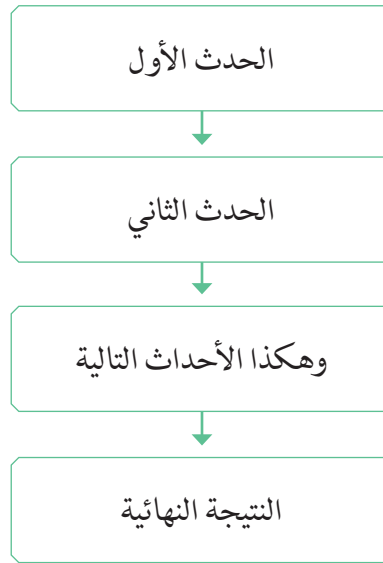 الحدث الأول
الحدث الثاني
وهكذا الأحداث التالية
النتيجة النهائية